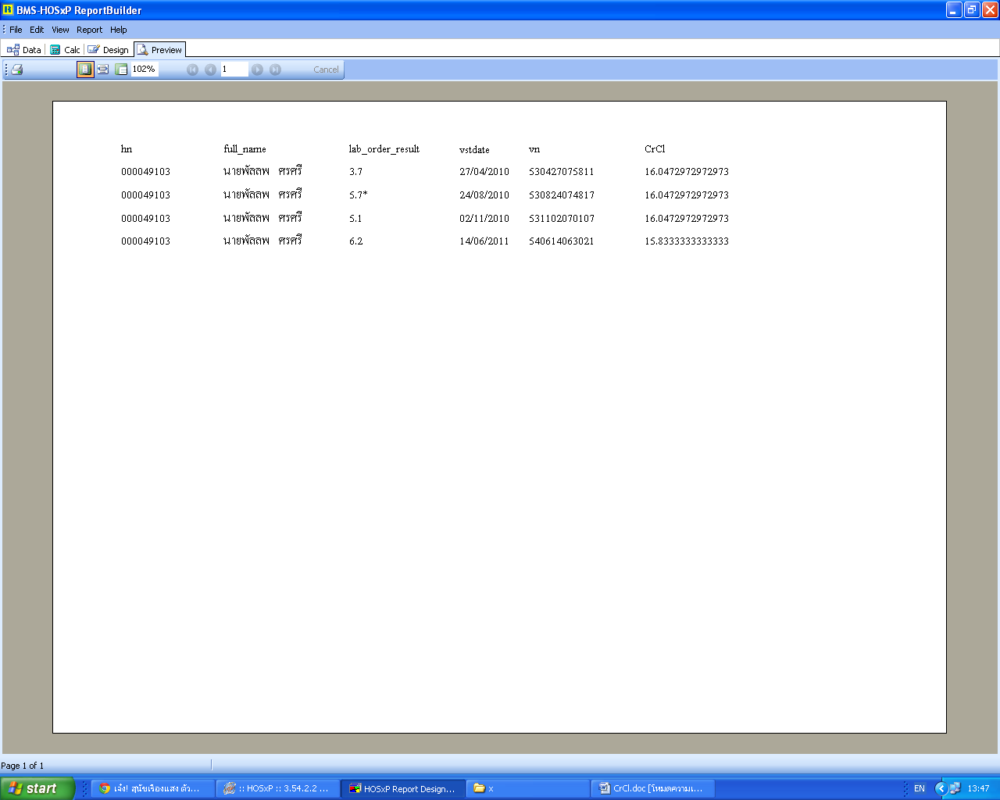 BMS-HOSxP ReportBuilder
File Edit View Report Help
Data Calc Design Preview
102% 1 Cancel
hn full_name lab_order_result vstdate vn CrCl
000049103 นายพัลลพ ศรศรี 3.7 27/04/2010 530427075811 16.0472972972973
000049103 นายพัลลพ ศรศรี 5.7* 24/08/2010 530824074817 16.0472972972973
000049103 นายพัลลพ ศรศรี 5.1 02/11/2010 531102070107 16.0472972972973
000049103 นายพัลลพ ศรศรี 6.2 14/06/2011 540614063021 15.8333333333333
Page 1 of 1
start เจ๋ง! สุนัขเรืองแสง ตัว... :: HOSxP :: 3.54.2.2 ... HOSxP Report Design... x CrCl.doc [โหมดความเ... EN 13:47